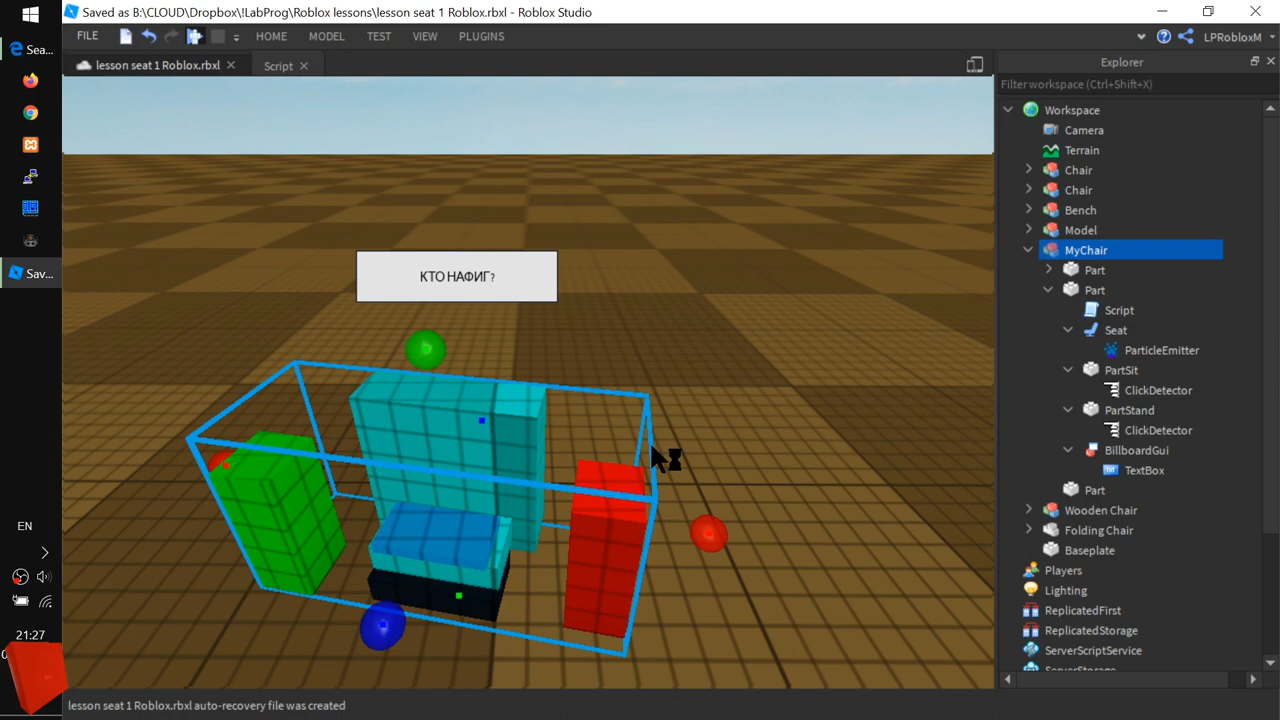 Saved as B:\CLOUD\Dropbox\!LabProg\Roblox lessons\lesson seat 1 Roblox.rbxl - Roblox Studio
FILE HOME MODEL TEST VIEW PLUGINS LPRobloxM
lesson seat 1 Roblox.rbxl Script
Explorer
Filter workspace (Ctrl+Shift+X)
Workspace
Camera
Terrain
Chair
Chair
Bench
Model
MyChair
Part
Part
Script
Seat
ParticleEmitter
PartSit
ClickDetector
PartStand
ClickDetector
BillboardGui
TextBox
Part
Wooden Chair
Folding Chair
Baseplate
Players
Lighting
ReplicatedFirst
ReplicatedStorage
ServerScriptService
ServerStorage
КТО НАФИГ?
Sea...
Sav...
EN
21:27
lesson seat 1 Roblox.rbxl auto-recovery file was created